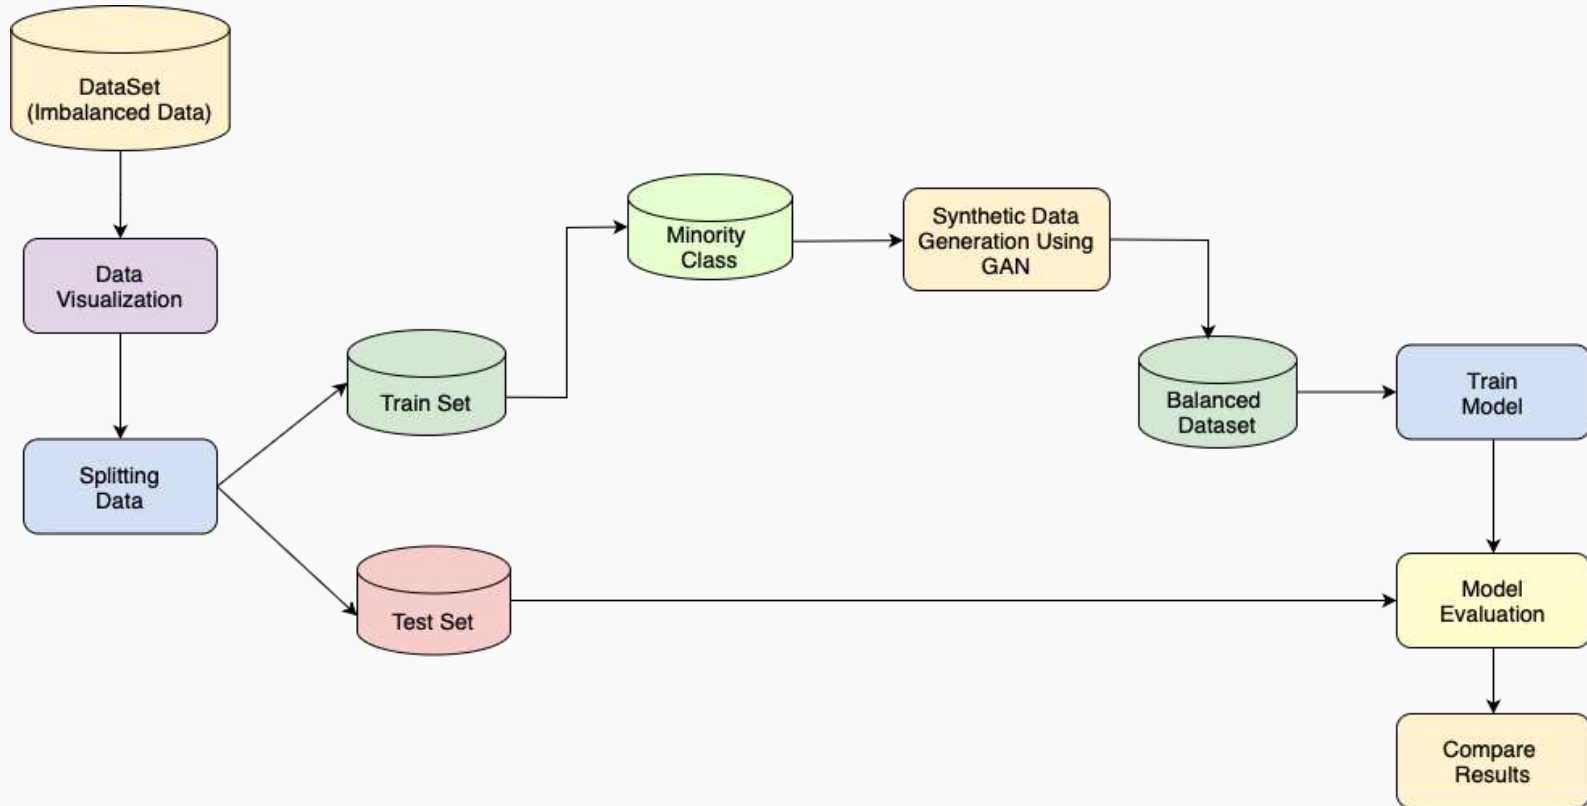 DataSet
(Imbalanced Data)
Data
Visualization
Splitting
Data
Train Set
Test Set
Minority
Class
Synthetic Data
Generation Using
GAN
Balanced
Dataset
Train
Model
Model
Evaluation
Compare
Results